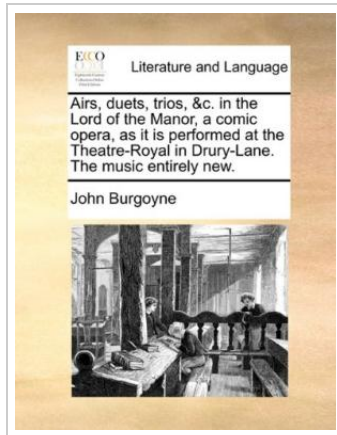 ECCO
Literature and Language
Airs, duets, trios, &c. in the
Lord of the Manor, a comic
opera, as it is performed at the
Theatre-Royal in Drury-Lane.
The music entirely new.
John Burgoyne